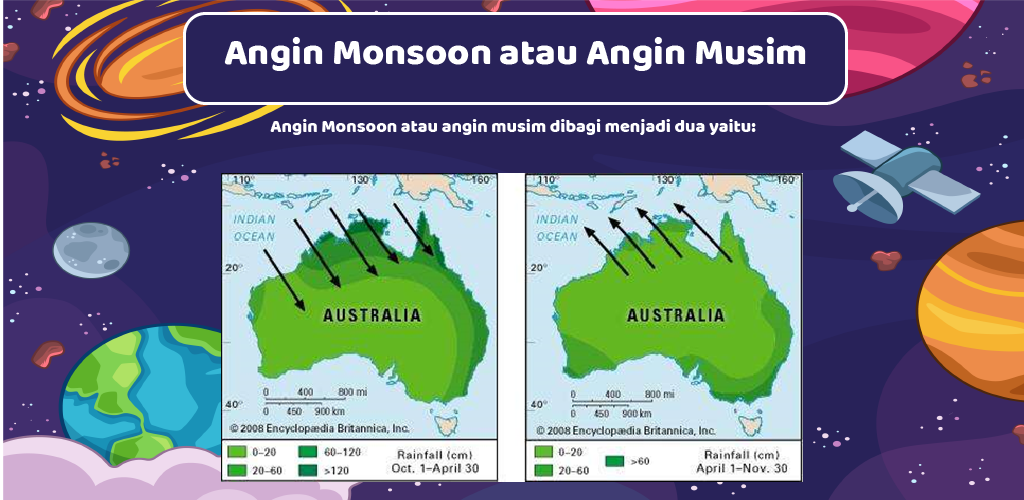 Angin Monsoon atau Angin Musim
Angin Monsoon atau angin musim dibagi menjadi dua yaitu:
110° 130° 160°
INDIAN
OCEAN
20°
AUSTRALIA
0 400 800 mi
0 450 900 km
40°
© 2008 Encyclopædia Britannica, Inc.
0–20 60–120 Rainfall (cm)
20–60 >120 Oct. 1–April 30
110° 130° 160°
INDIAN
OCEAN
20°
AUSTRALIA
0 400 800 mi
0 450 900 km
40°
© 2008 Encyclopædia Britannica, Inc.
0–20 >60 Rainfall (cm)
20–60 April 1–Nov. 30